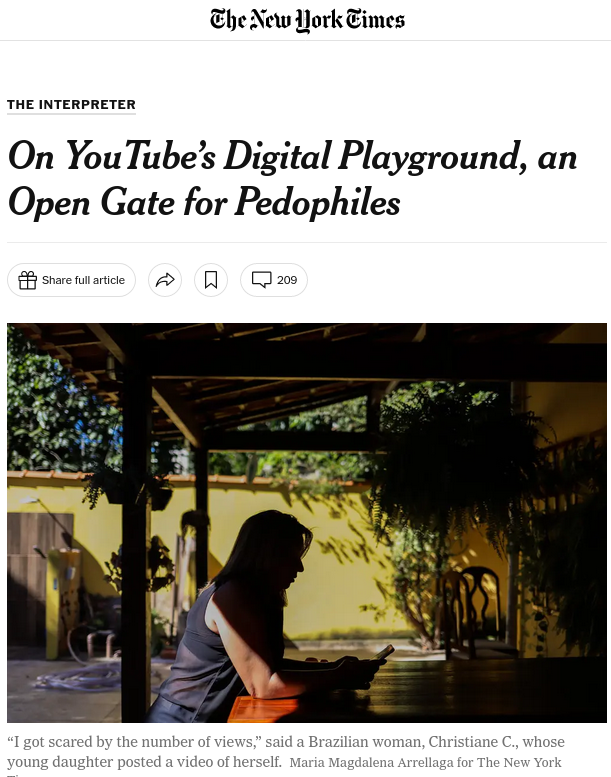 The New York Times
THE INTERPRETER
On YouTube’s Digital Playground, an
Open Gate for Pedophiles
Share full article
209
“I got scared by the number of views,” said a Brazilian woman, Christiane C., whose
young daughter posted a video of herself. Maria Magdalena Arrellaga for The New York